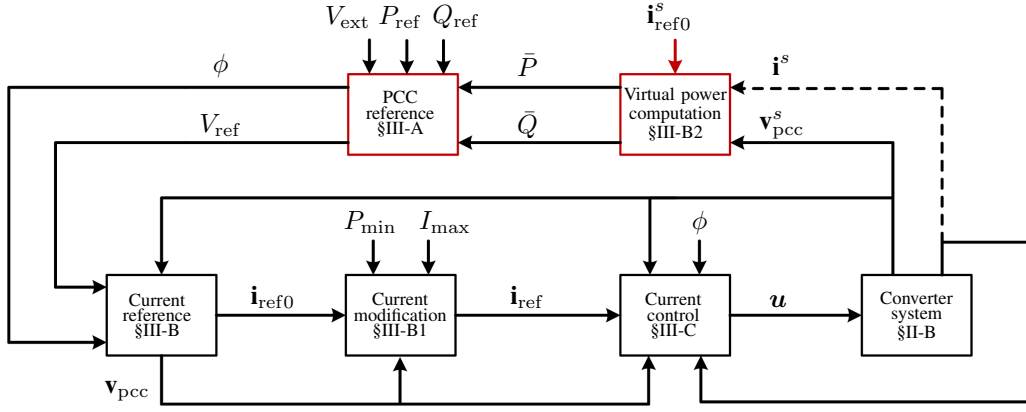 V_ext P_ref Q_ref
i^s_ref0
ϕ
P̄
i^s
PCC
reference
§III-A
Virtual power
computation
§III-B2
V_ref
Q̄
v^s_pcc
P_min
I_max
ϕ
Current
reference
§III-B
i_ref0
Current
modification
§III-B1
i_ref
Current
control
§III-C
u
Converter
system
§II-B
v_pcc